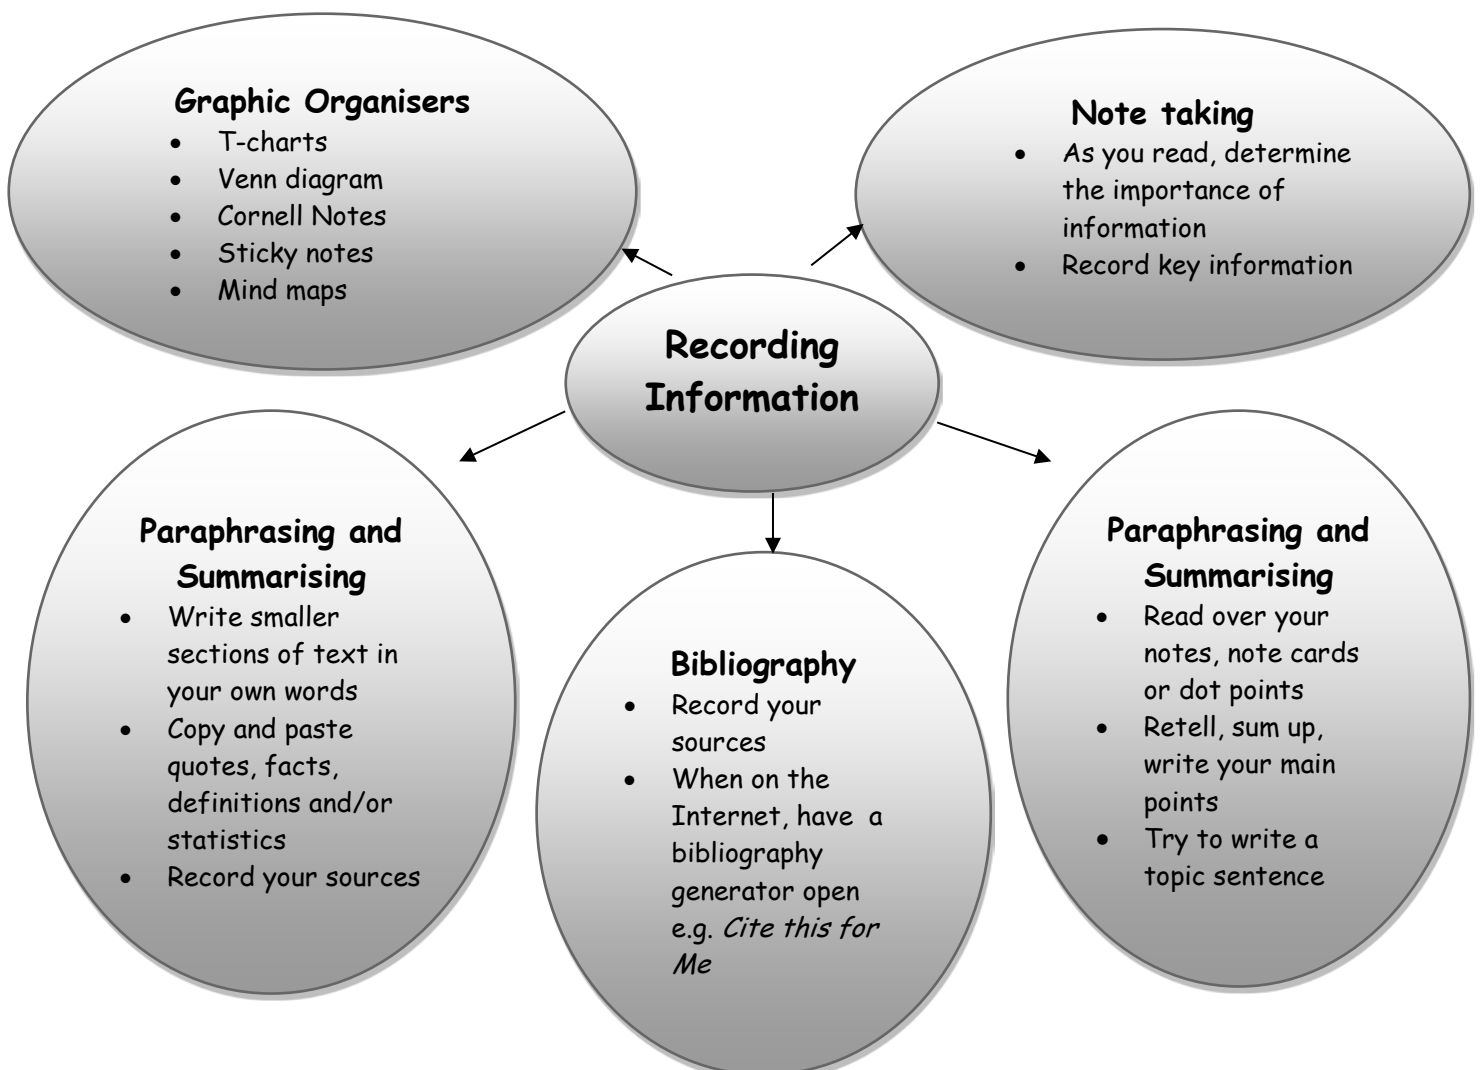 Graphic Organisers
• T-charts
• Venn diagram
• Cornell Notes
• Sticky notes
• Mind maps
Note taking
• As you read, determine
the importance of
information
• Record key information
Recording
Information
Paraphrasing and
Summarising
• Write smaller
sections of text in
your own words
• Copy and paste
quotes, facts,
definitions and/or
statistics
• Record your sources
Bibliography
• Record your
sources
• When on the
Internet, have a
bibliography
generator open
e.g. Cite this for
Me
Paraphrasing and
Summarising
• Read over your
notes, note cards
or dot points
• Retell, sum up,
write your main
points
• Try to write a
topic sentence